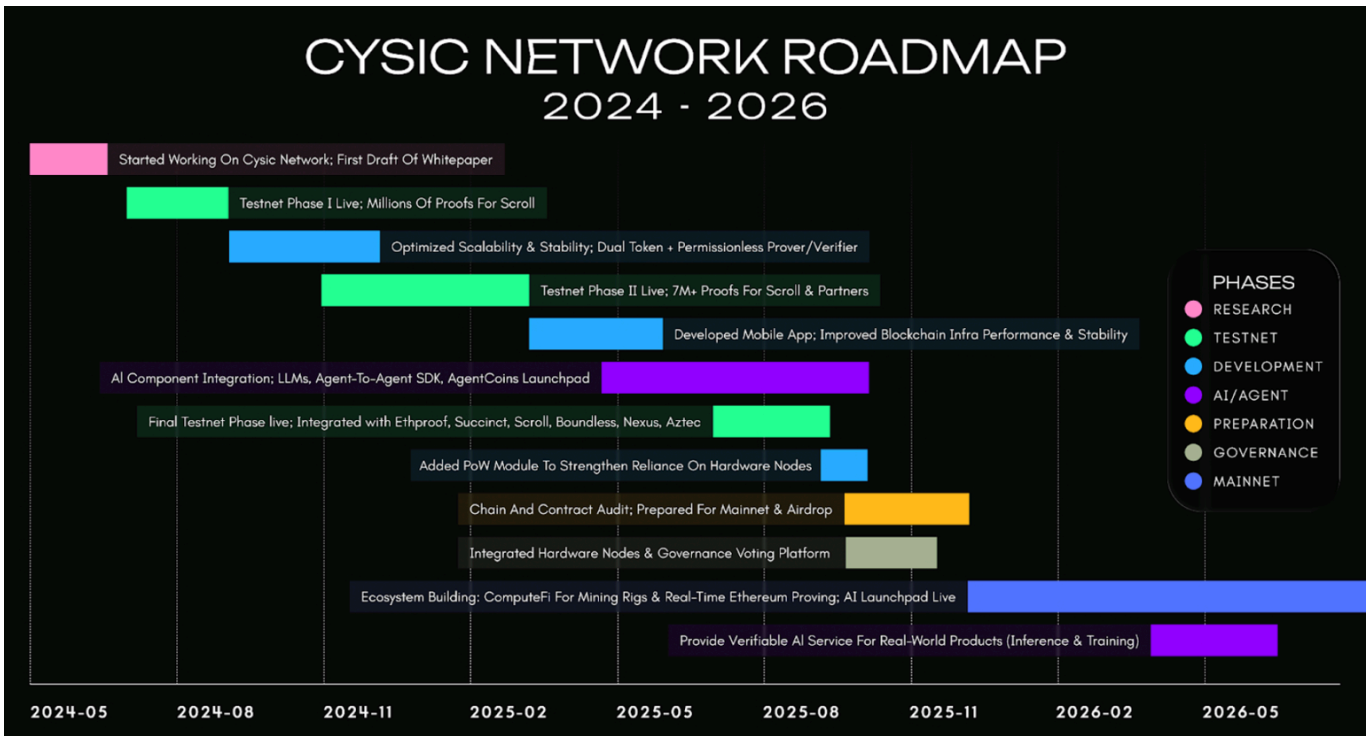 CYSIC NETWORK ROADMAP
2024 - 2026
Started Working On Cysic Network; First Draft Of Whitepaper
Testnet Phase I Live; Millions Of Proofs For Scroll
Optimized Scalability & Stability; Dual Token + Permissionless Prover/Verifier
Testnet Phase II Live; 7M+ Proofs For Scroll & Partners
Developed Mobile App; Improved Blockchain Infra Performance & Stability
AI Component Integration; LLMs, Agent-To-Agent SDK, AgentCoins Launchpad
Final Testnet Phase live; Integrated with Ethproof, Succinct, Scroll, Boundless, Nexus, Aztec
Added PoW Module To Strengthen Reliance On Hardware Nodes
Chain And Contract Audit; Prepared For Mainnet & Airdrop
Integrated Hardware Nodes & Governance Voting Platform
Ecosystem Building: ComputeFi For Mining Rigs & Real-Time Ethereum Proving; AI Launchpad Live
Provide Verifiable AI Service For Real-World Products (Inference & Training)
PHASES
RESEARCH
TESTNET
DEVELOPMENT
AI/AGENT
PREPARATION
GOVERNANCE
MAINNET
2024-05 2024-08 2024-11 2025-02 2025-05 2025-08 2025-11 2026-02 2026-05